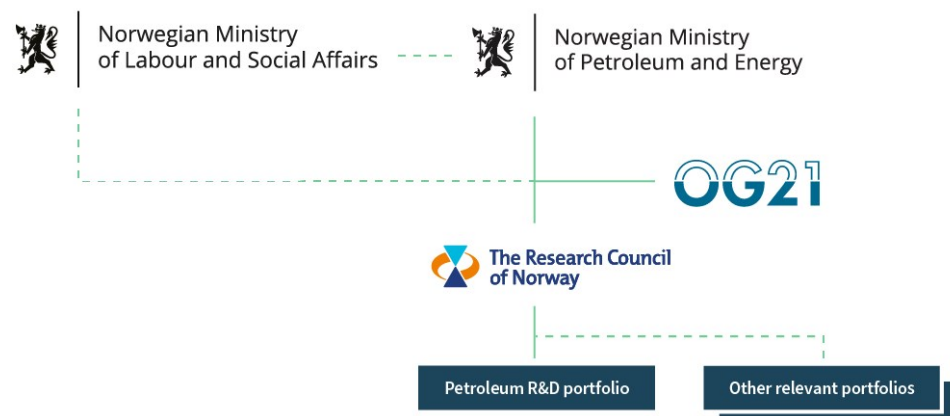 Norwegian Ministry
of Labour and Social Affairs
Norwegian Ministry
of Petroleum and Energy
OG21
The Research Council
of Norway
Petroleum R&D portfolio
Other relevant portfolios